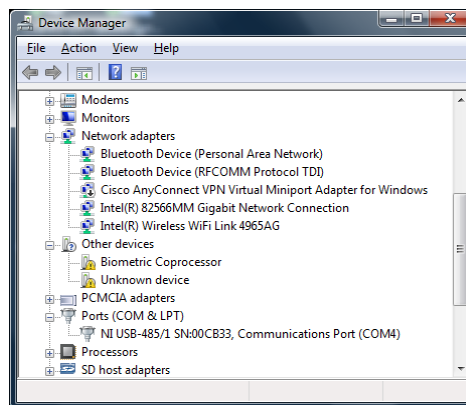 Device Manager
File Action View Help
Modems
Monitors
Network adapters
Bluetooth Device (Personal Area Network)
Bluetooth Device (RFCOMM Protocol TDI)
Cisco AnyConnect VPN Virtual Miniport Adapter for Windows
Intel(R) 82566MM Gigabit Network Connection
Intel(R) Wireless WiFi Link 4965AG
Other devices
Biometric Coprocessor
Unknown device
PCMCIA adapters
Ports (COM & LPT)
NI USB-485/1 SN:00CB33, Communications Port (COM4)
Processors
SD host adapters